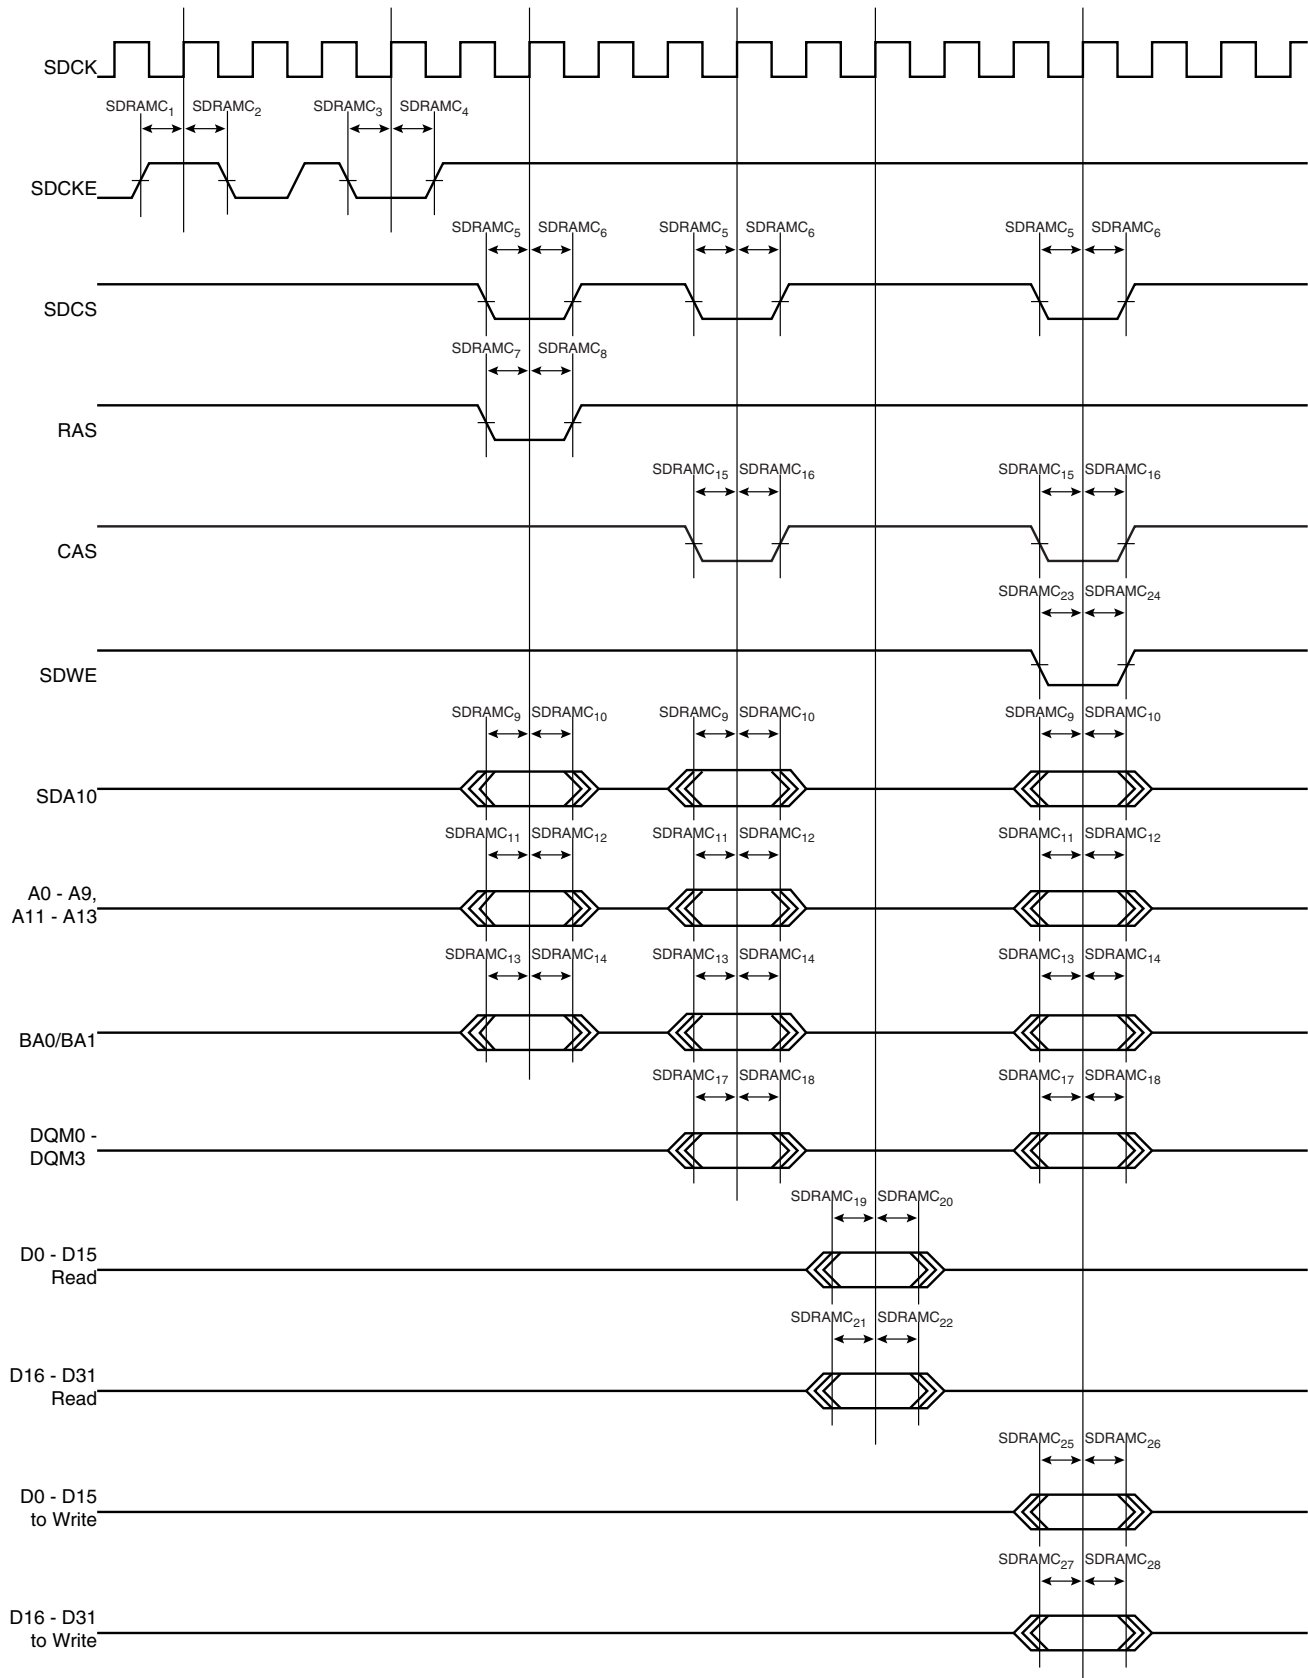 SDCK
SDRAMC1 SDRAMC2 SDRAMC3 SDRAMC4
SDCKE
SDRAMC5 SDRAMC6 SDRAMC5 SDRAMC6 SDRAMC5 SDRAMC6
SDCS
SDRAMC7 SDRAMC8
RAS
SDRAMC15 SDRAMC16 SDRAMC15 SDRAMC16
CAS
SDRAMC23 SDRAMC24
SDWE
SDRAMC9 SDRAMC10 SDRAMC9 SDRAMC10 SDRAMC9 SDRAMC10
SDA10
SDRAMC11 SDRAMC12 SDRAMC11 SDRAMC12 SDRAMC11 SDRAMC12
A0 - A9,
A11 - A13
SDRAMC13 SDRAMC14 SDRAMC13 SDRAMC14 SDRAMC13 SDRAMC14
BA0/BA1
SDRAMC17 SDRAMC18 SDRAMC17 SDRAMC18
DQM0 -
DQM3
SDRAMC19 SDRAMC20
D0 - D15
Read
SDRAMC21 SDRAMC22
D16 - D31
Read
SDRAMC25 SDRAMC26
D0 - D15
to Write
SDRAMC27 SDRAMC28
D16 - D31
to Write